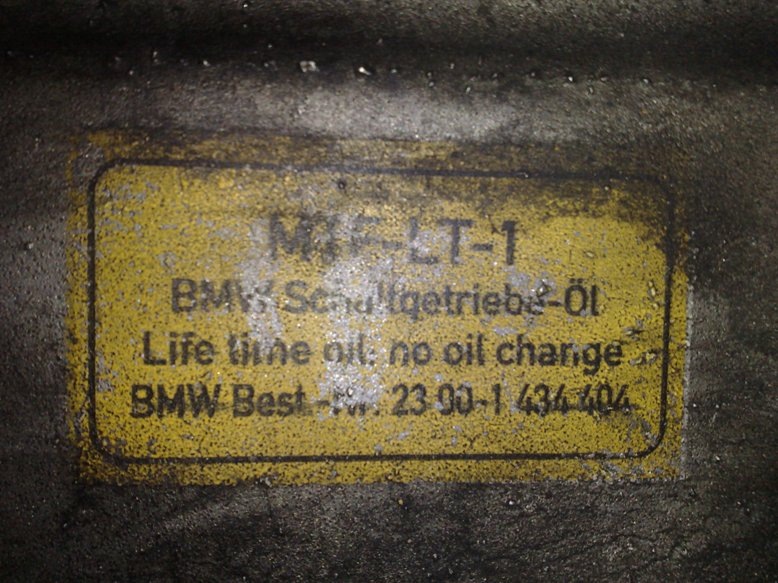 MTF-LT-1
BMW Schaltgetriebe-Öl
Life time oil: no oil change
BMW Best.-Nr. 23 00-1 434 404